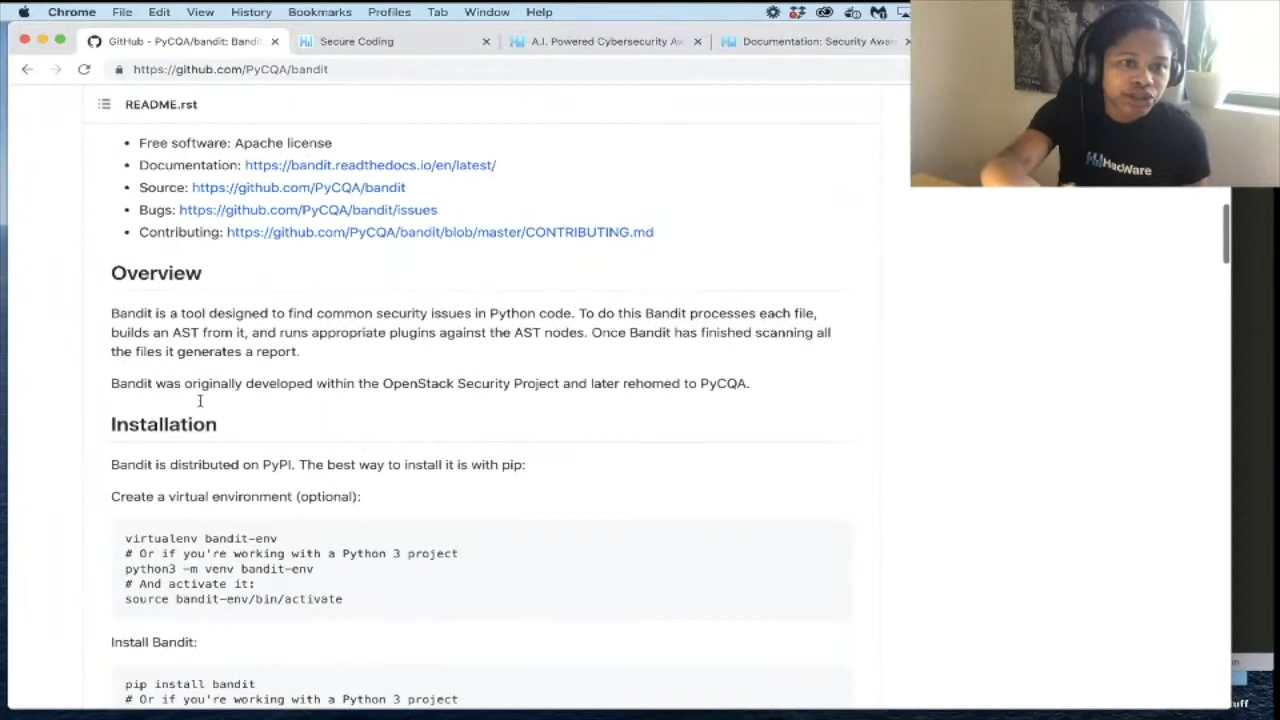 Chrome File Edit View History Bookmarks Profiles Tab Window Help
GitHub - PyCQA/bandit: Bandi
Secure Coding
A.I. Powered Cybersecurity Aw
Documentation: Security Awar
https://github.com/PyCQA/bandit
README.rst
HacWare
• Free software: Apache license
• Documentation: https://bandit.readthedocs.io/en/latest/
• Source: https://github.com/PyCQA/bandit
• Bugs: https://github.com/PyCQA/bandit/issues
• Contributing: https://github.com/PyCQA/bandit/blob/master/CONTRIBUTING.md
Overview
Bandit is a tool designed to find common security issues in Python code. To do this Bandit processes each file,
builds an AST from it, and runs appropriate plugins against the AST nodes. Once Bandit has finished scanning all
the files it generates a report.
Bandit was originally developed within the OpenStack Security Project and later rehomed to PyCQA.
Installation
Bandit is distributed on PyPI. The best way to install it is with pip:
Create a virtual environment (optional):
virtualenv bandit-env
# Or if you're working with a Python 3 project
python3 -m venv bandit-env
# And activate it:
source bandit-env/bin/activate
Install Bandit:
pip install bandit
# Or if you're working with a Python 3 project